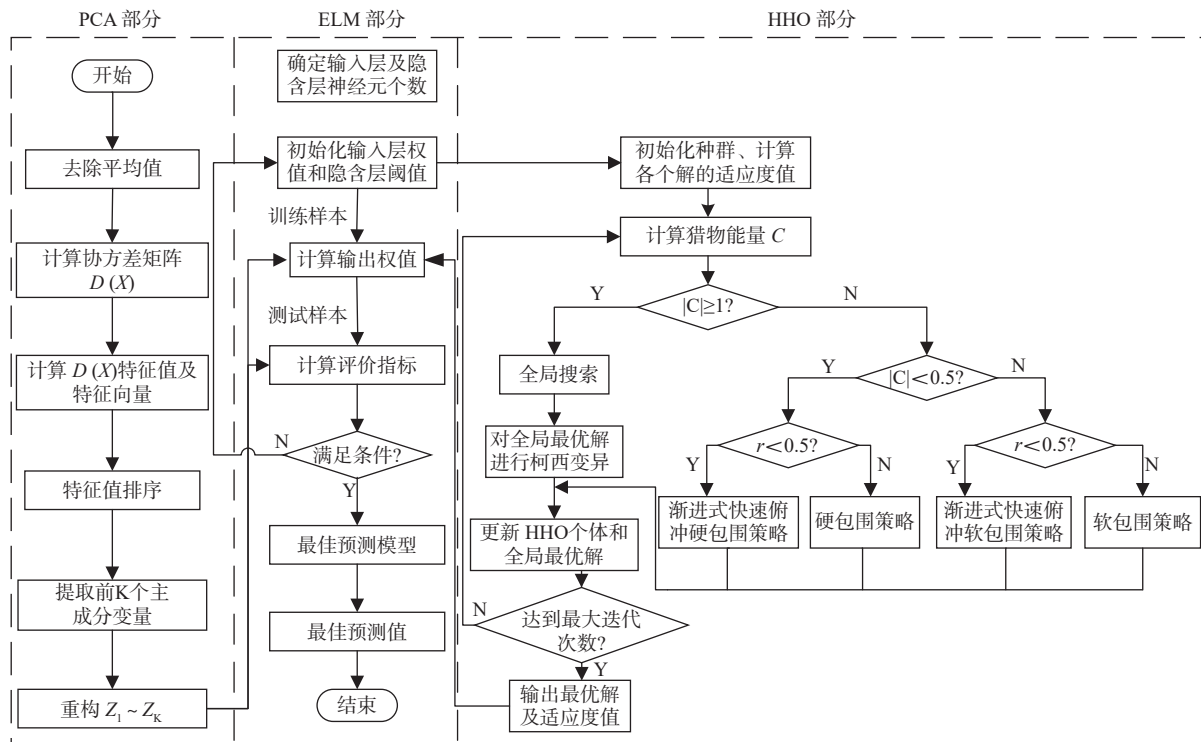 PCA 部分
ELM 部分
HHO 部分
开始
去除平均值
计算协方差矩阵
D (X)
计算 D (X)特征值及
特征向量
特征值排序
提取前K个主
成分变量
重构 Z₁ ~ Z_K
确定输入层及隐
含层神经元个数
初始化输入层权
值和隐含层阈值
训练样本
计算输出权值
测试样本
计算评价指标
N
满足条件?
Y
最佳预测模型
最佳预测值
结束
初始化种群、计算
各个解的适应度值
计算猎物能量 C
Y
|C|≥1?
N
全局搜索
对全局最优解
进行柯西变异
更新 HHO个体和
全局最优解
N
达到最大迭代
次数?
Y
输出最优解
及适应度值
Y
|C|<0.5?
N
r<0.5?
r<0.5?
Y
N
Y
N
渐进式快速俯
冲硬包围策略
硬包围策略
渐进式快速俯
冲软包围策略
软包围策略